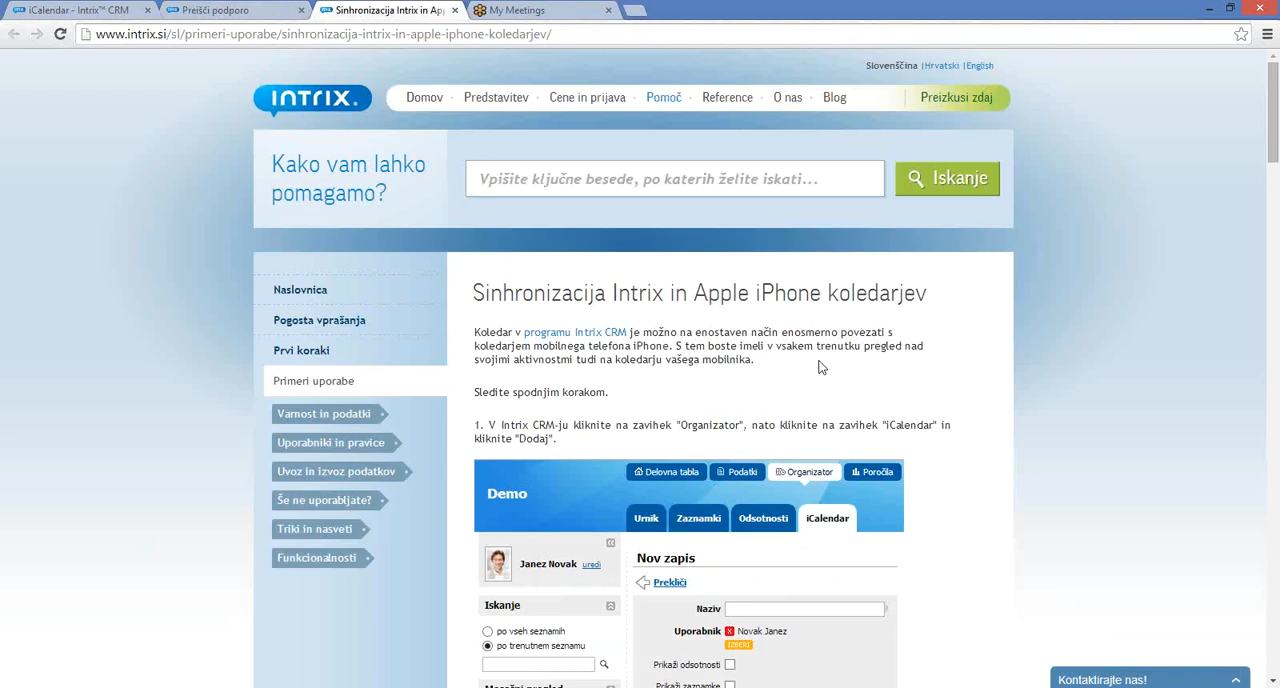 iCalendar - Intrix™ CRM
Preišči podporo
Sinhronizacija Intrix in Ap
My Meetings
www.intrix.si/sl/primeri-uporabe/sinhronizacija-intrix-in-apple-iphone-koledarjev/
Slovenščina | Hrvatski | English
INTRIX.
Domov · Predstavitev · Cene in prijava · Pomoč · Reference · O nas · Blog
Preizkusi zdaj
Kako vam lahko
pomagamo?
Vpišite ključne besede, po katerih želite iskati...
Iskanje
Naslovnica
Pogosta vprašanja
Prvi koraki
Primeri uporabe
Varnost in podatki
Uporabniki in pravice
Uvoz in izvoz podatkov
Še ne uporabljate?
Triki in nasveti
Funkcionalnosti
Sinhronizacija Intrix in Apple iPhone koledarjev
Koledar v programu Intrix CRM je možno na enostaven način enosmerno povezati s
koledarjem mobilnega telefona iPhone. S tem boste imeli v vsakem trenutku pregled nad
svojimi aktivnostmi tudi na koledarju vašega mobilnika.
Sledite spodnjim korakom.
1. V Intrix CRM-ju kliknite na zavihek "Organizator", nato kliknite na zavihek "iCalendar" in
kliknite "Dodaj".
Delovna tabla
Podatki
Organizator
Poročila
Demo
Urnik
Zaznamki
Odsotnosti
iCalendar
Janez Novak uredi
Iskanje
po vseh seznamih
po trenutnem seznamu
Nov zapis
Prekliči
Naziv
Uporabnik x Novak Janez
IZBERI
Prikaži odsotnosti
Prikaži zaznamke
Mesečni pregled
Kontaktirajte nas!